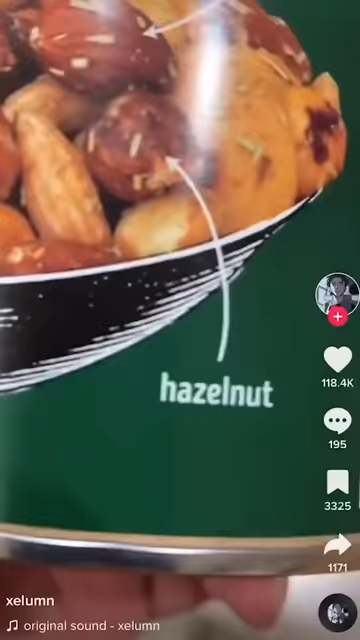 hazelnut
118.4K
195
3325
1171
xelumn
original sound - xelumn